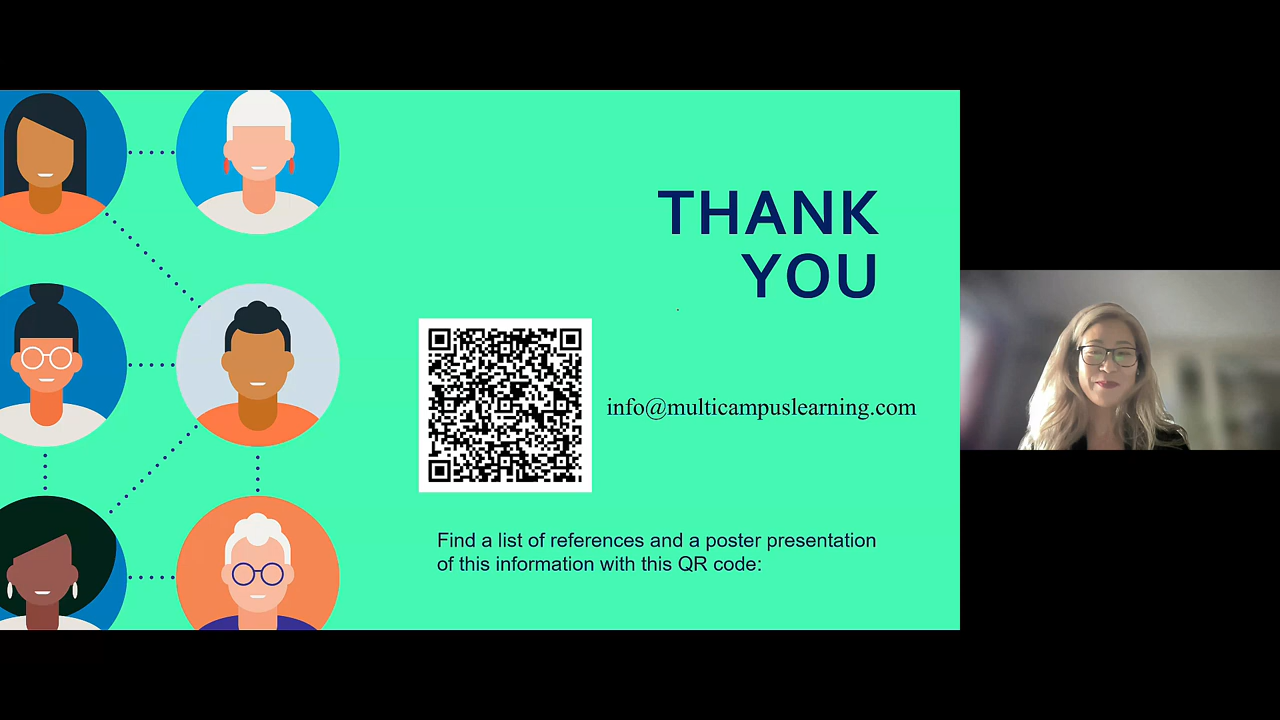 THANK
YOU
info@multicampuslearning.com
Find a list of references and a poster presentation
of this information with this QR code: